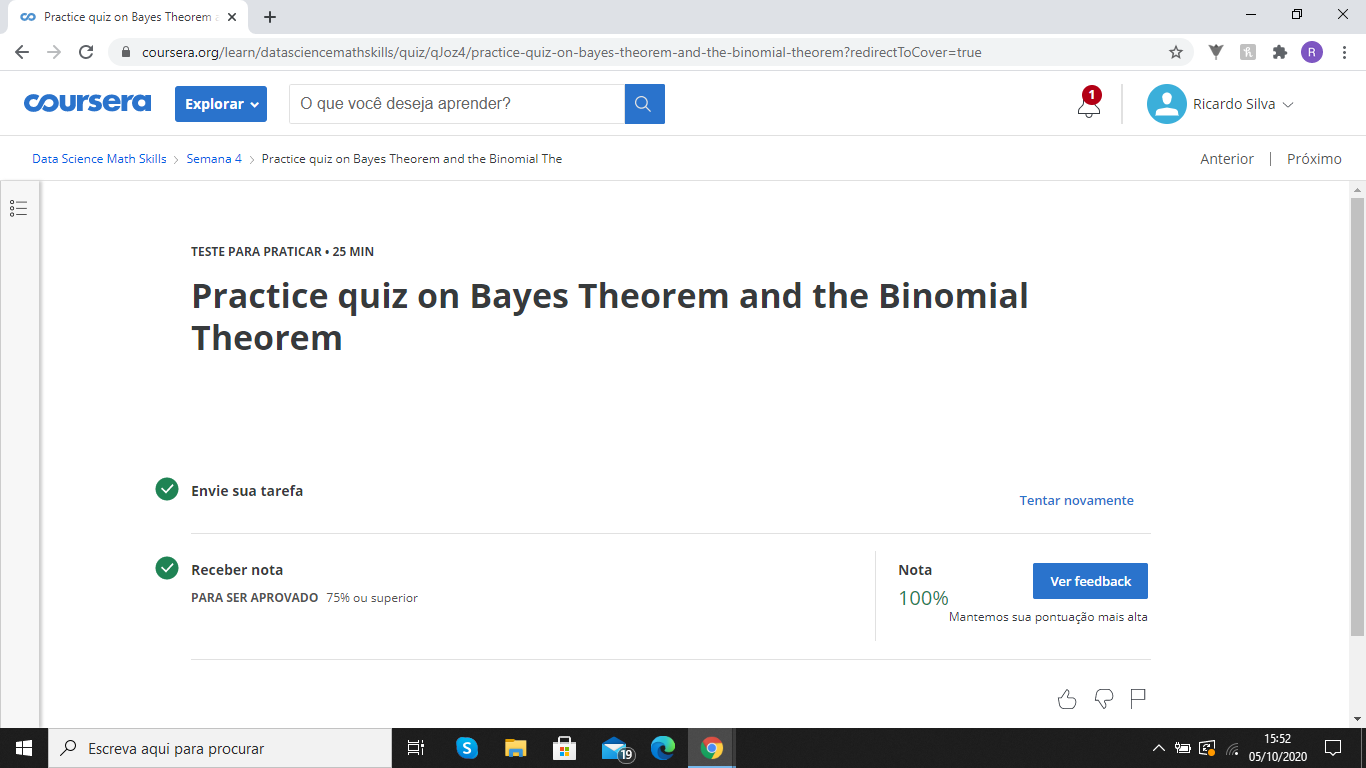 Practice quiz on Bayes Theorem a
coursera.org/learn/datasciencemathskills/quiz/qJoz4/practice-quiz-on-bayes-theorem-and-the-binomial-theorem?redirectToCover=true
R
coursera
Explorar
O que você deseja aprender?
1
Ricardo Silva
Data Science Math Skills
Semana 4
Practice quiz on Bayes Theorem and the Binomial The
Anterior | Próximo
TESTE PARA PRATICAR • 25 MIN
Practice quiz on Bayes Theorem and the Binomial
Theorem
Envie sua tarefa
Tentar novamente
Receber nota
PARA SER APROVADO 75% ou superior
Nota
100%
Ver feedback
Mantemos sua pontuação mais alta
Escreva aqui para procurar
19
15:52
05/10/2020